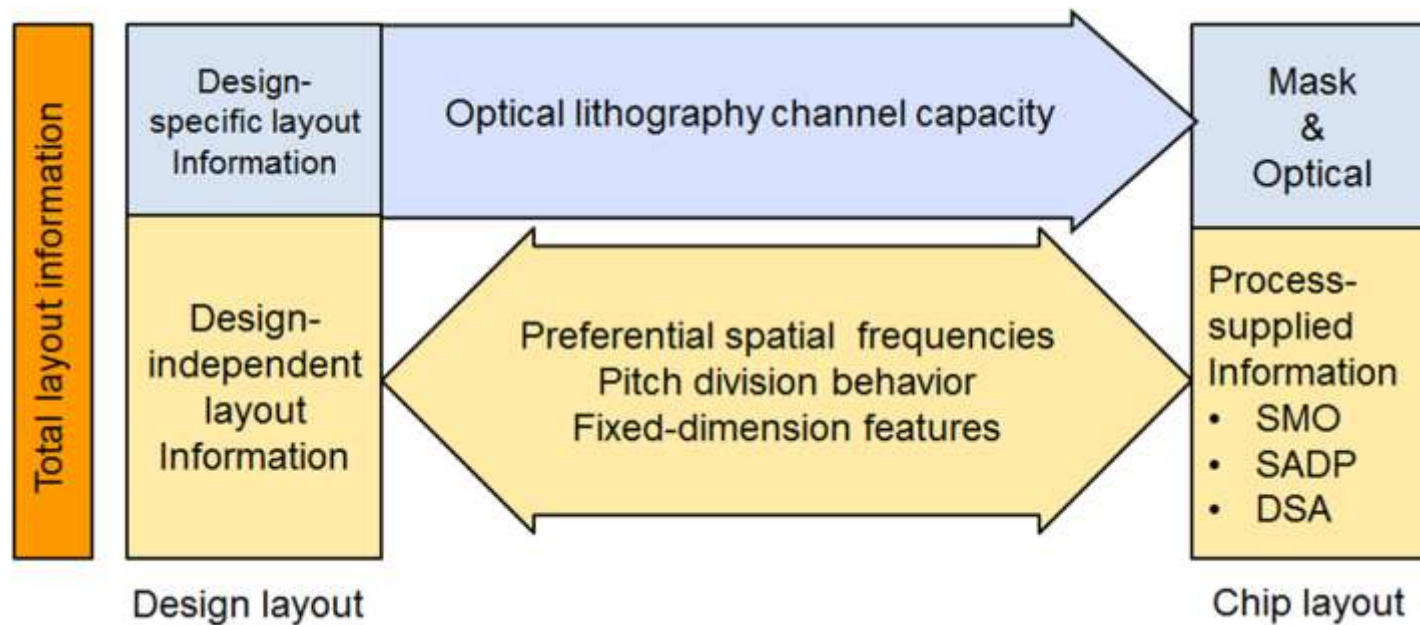 Total layout information
Design-
specific layout
Information
Optical lithography channel capacity
Mask
&
Optical
Design-
independent
layout
Information
Preferential spatial frequencies
Pitch division behavior
Fixed-dimension features
Process-
supplied
Information
• SMO
• SADP
• DSA
Design layout
Chip layout